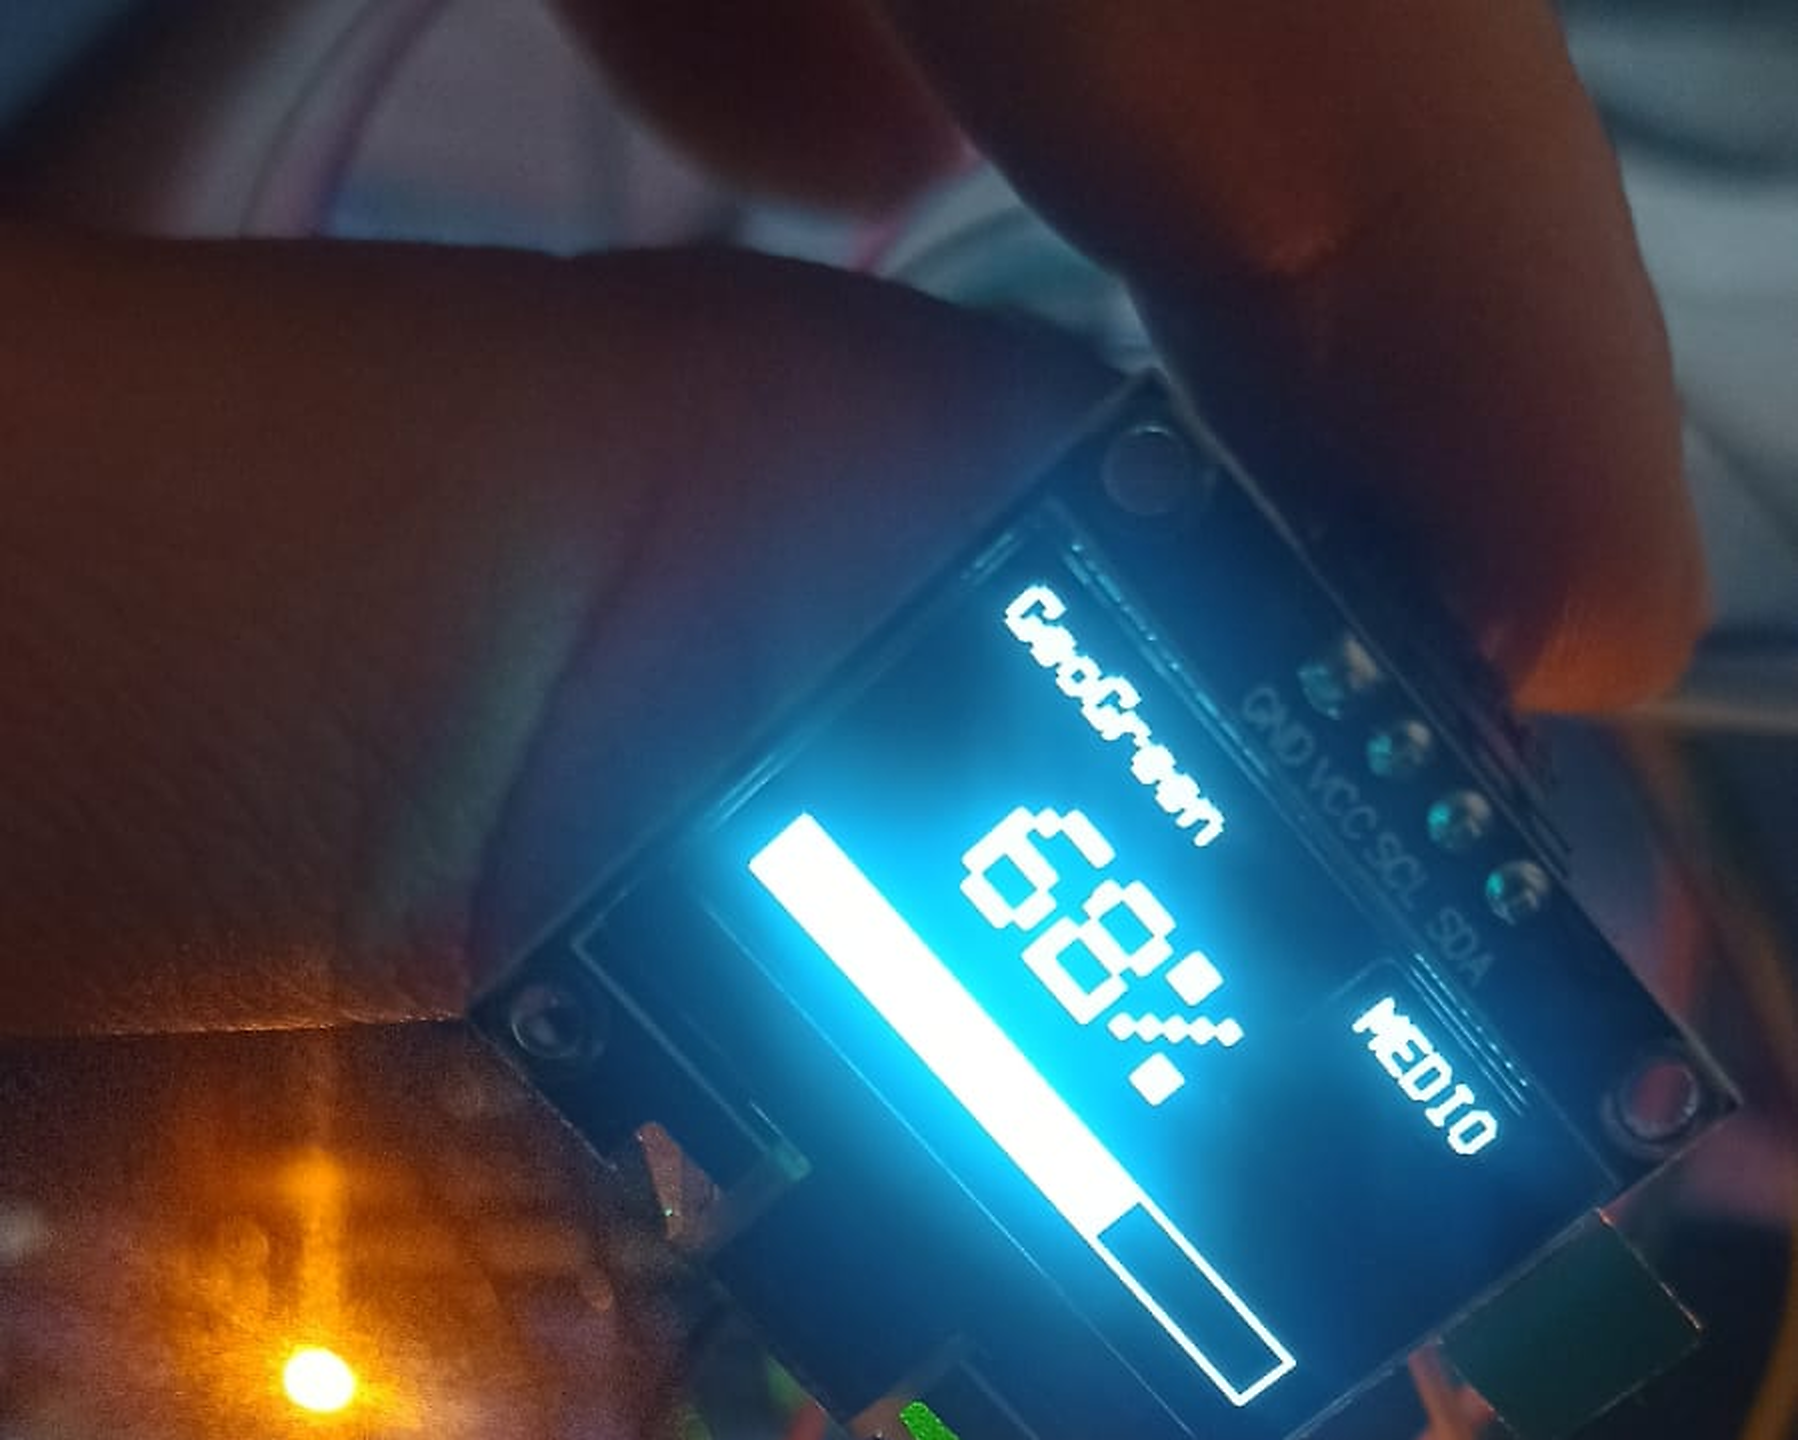 GND VCC SCL SDA
GeoGreen
MEDIO
68%